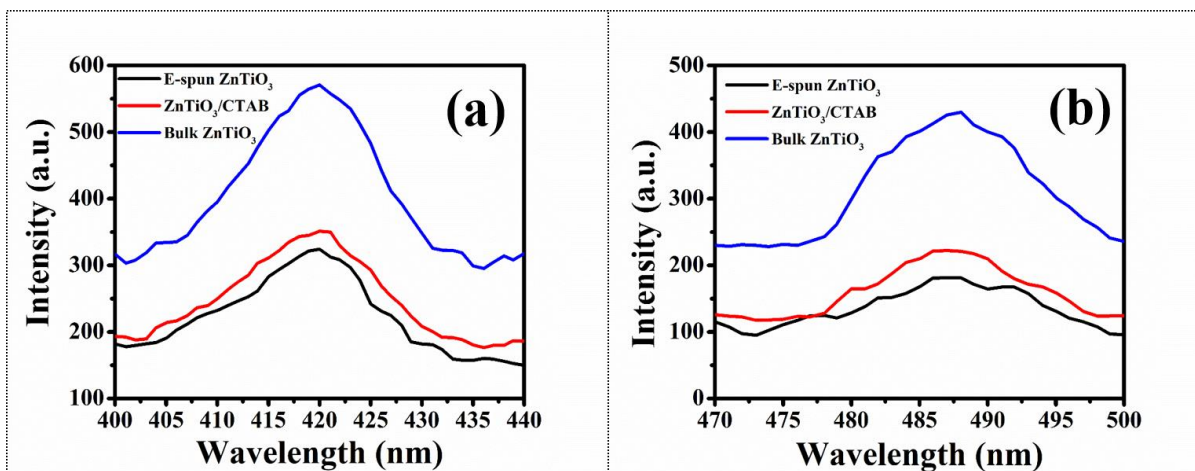 600
500
400
300
200
100
Intensity (a.u.)
E-spun ZnTiO₃
ZnTiO₃/CTAB
Bulk ZnTiO₃
(a)
400 405 410 415 420 425 430 435 440
Wavelength (nm)
500
400
300
200
100
0
Intensity (a.u.)
E-spun ZnTiO₃
ZnTiO₃/CTAB
Bulk ZnTiO₃
(b)
470 475 480 485 490 495 500
Wavelength (nm)